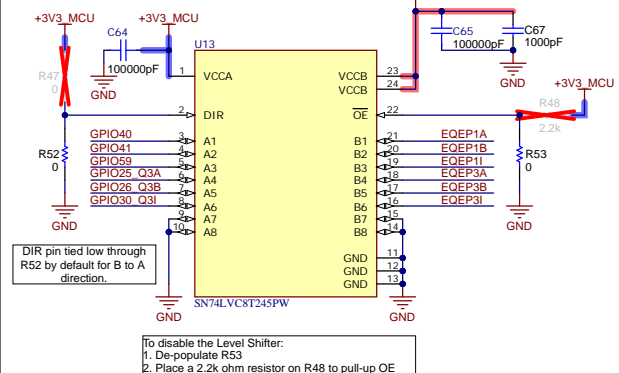 +3V3_MCU
+3V3_MCU
C64
100000pF
GND
R47
0
U13
C65
100000pF
C67
1000pF
GND
+3V3_MCU
R48
2.2k
1 VCCA VCCB 23
VCCB 24
2 DIR OE 22
GPIO40 3 A1 B1 21 EQEP1A
GPIO41 4 A2 B2 20 EQEP1B
GPIO59 5 A3 B3 19 EQEP1I
GPIO25_Q3A 6 A4 B4 18 EQEP3A
GPIO26_Q3B 7 A5 B5 17 EQEP3B
GPIO30_Q3I 8 A6 B6 16 EQEP3I
9 A7 B7 15
10 A8 B8 14
GND 11
GND 12
GND 13
R52
0
GND
R53
0
GND
DIR pin tied low through
R52 by default for B to A
direction.
GND
SN74LVC8T245PW
GND
To disable the Level Shifter:
1. De-populate R53
2. Place a 2.2k ohm resistor on R48 to pull-up OE